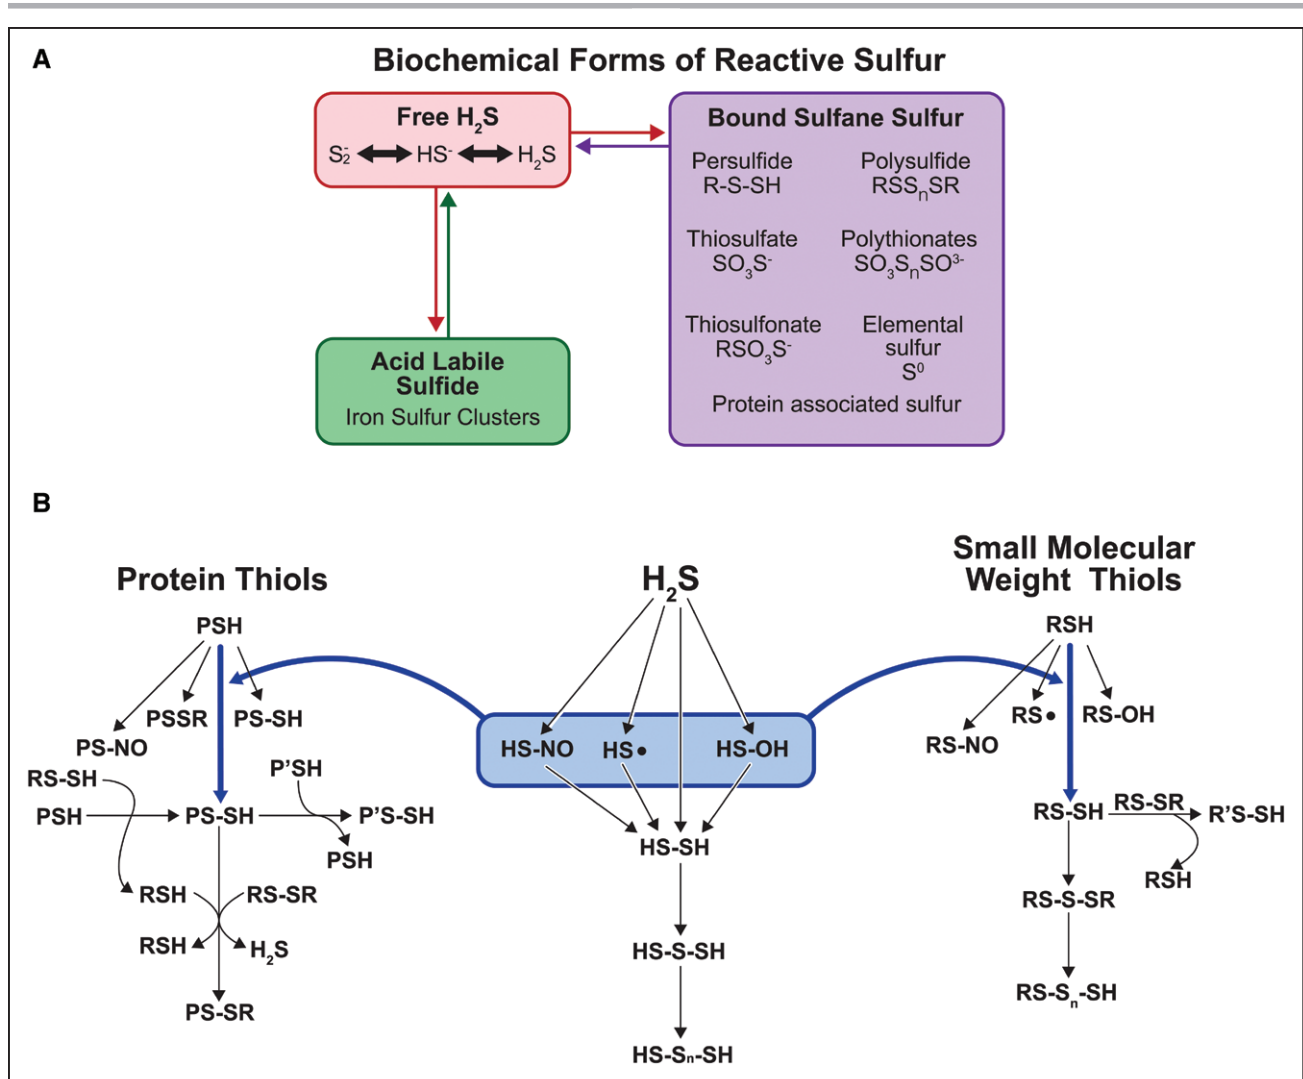 A
Biochemical Forms of Reactive Sulfur
Free H₂S
S₂⁻ HS⁻ H₂S
Bound Sulfane Sulfur
Persulfide
R-S-SH
Polysulfide
RSSₙSR
Thiosulfate
SO₃S⁻
Polythionates
SO₃SₙSO³⁻
Thiosulfonate
RSO₃S⁻
Elemental
sulfur
S⁰
Protein associated sulfur
Acid Labile
Sulfide
Iron Sulfur Clusters
B
Protein Thiols
PSH
PSSR
PS-SH
PS-NO
RS-SH
P’SH
PSH
PS-SH
P’S-SH
PSH
RSH
RS-SR
RSH
H₂S
PS-SR
H₂S
HS-NO
HS•
HS-OH
HS-SH
HS-S-SH
HS-Sₙ-SH
Small Molecular
Weight Thiols
RSH
RS•
RS-OH
RS-NO
RS-SH
RS-SR
R’S-SH
RSH
RS-S-SR
RS-Sₙ-SH